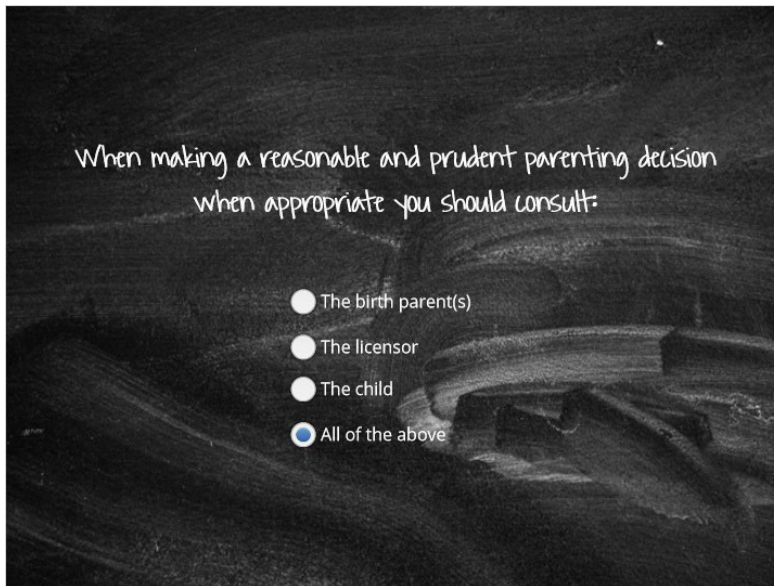 When making a reasonable and prudent parenting decision
when appropriate you should consult:
The birth parent(s)
The licensor
The child
All of the above